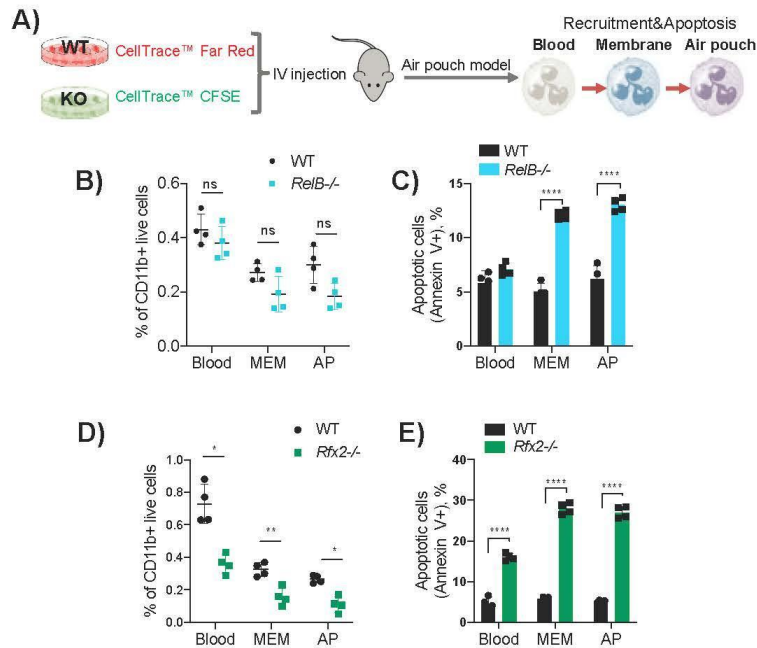 A)
WT
CellTrace™ Far Red
KO
CellTrace™ CFSE
IV injection
Air pouch model
Recruitment&Apoptosis
Blood
Membrane
Air pouch
B)
WT
RelB-/-
% of CD11b+ live cells
0.6
0.4
0.2
0.0
ns
ns
ns
Blood
MEM
AP
C)
WT
RelB-/-
Apoptotic cells
(Annexin V+), %
15
10
5
0
****
****
Blood
MEM
AP
D)
WT
Rfx2-/-
% of CD11b+ live cells
1.0
0.8
0.6
0.4
0.2
0.0
*
**
*
Blood
MEM
AP
E)
WT
Rfx2-/-
Apoptotic cells
(Annexin V+), %
40
30
20
10
0
****
****
****
Blood
MEM
AP